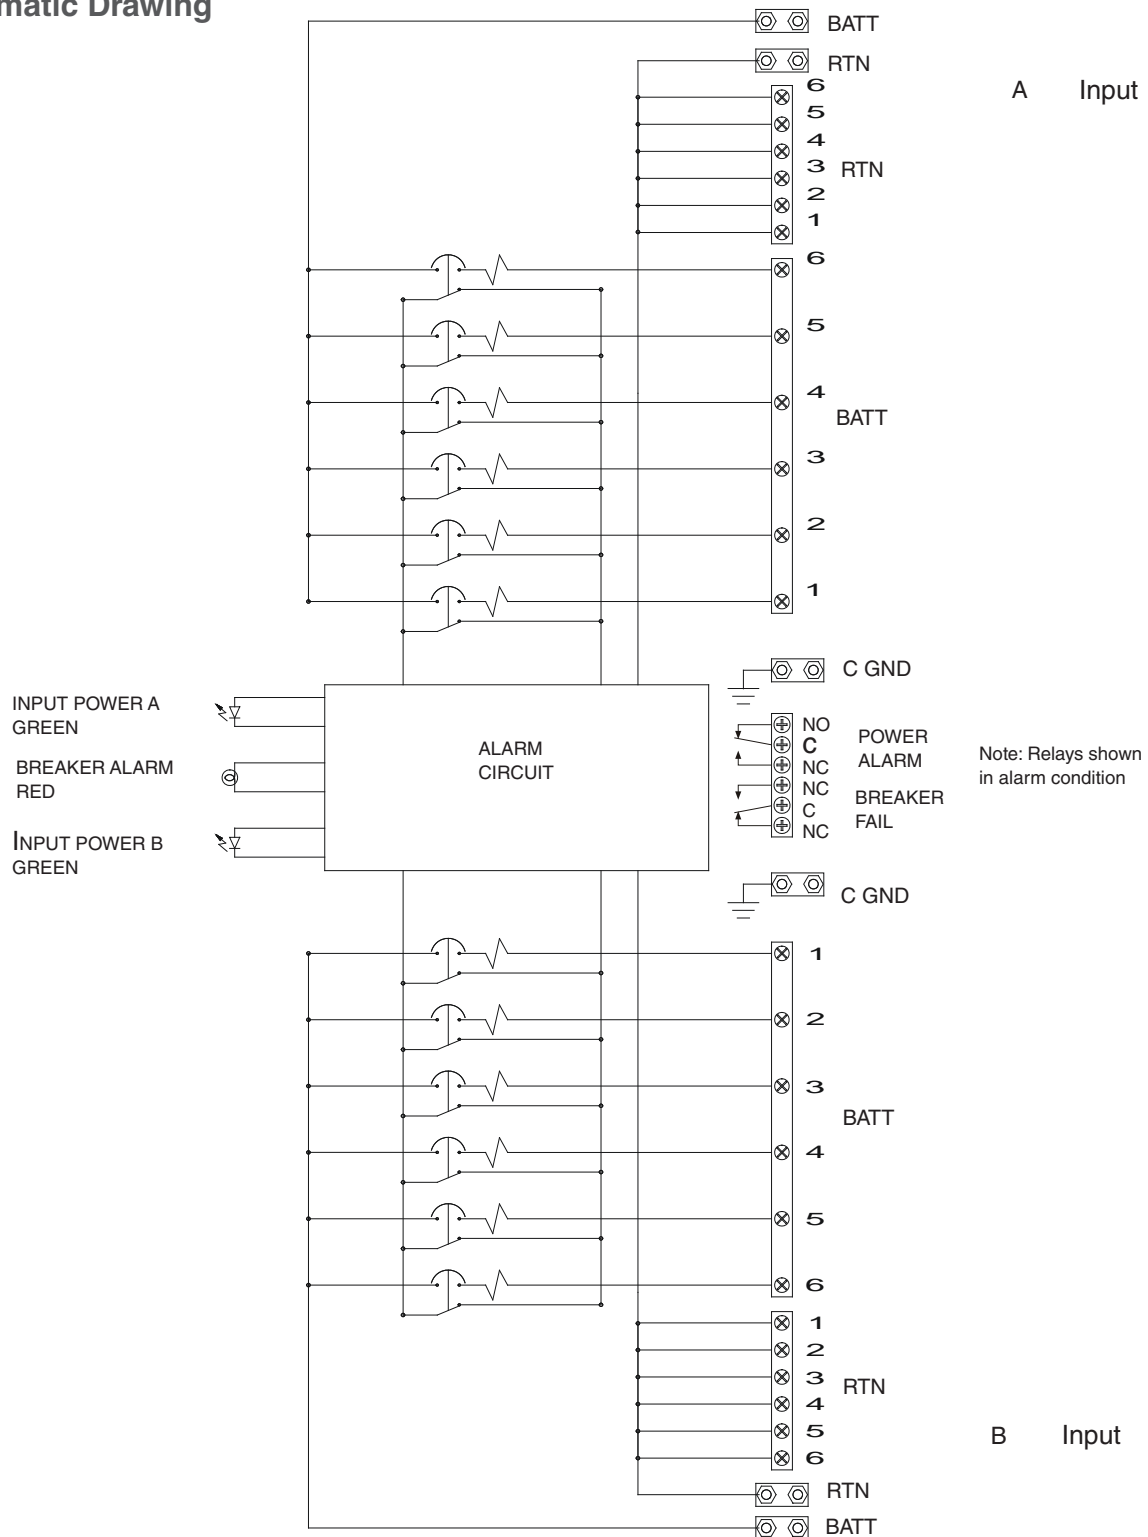 matic Drawing
BATT
RTN
A Input
6
5
4
3 RTN
2
1
6
5
4
BATT
3
2
1
C GND
INPUT POWER A
GREEN
BREAKER ALARM
RED
INPUT POWER B
GREEN
ALARM
CIRCUIT
NO
C
NC
POWER
ALARM
NC
C
NC
BREAKER
FAIL
Note: Relays shown
in alarm condition
C GND
1
2
3
BATT
4
5
6
1
2
3
RTN
4
5
6
B Input
RTN
BATT